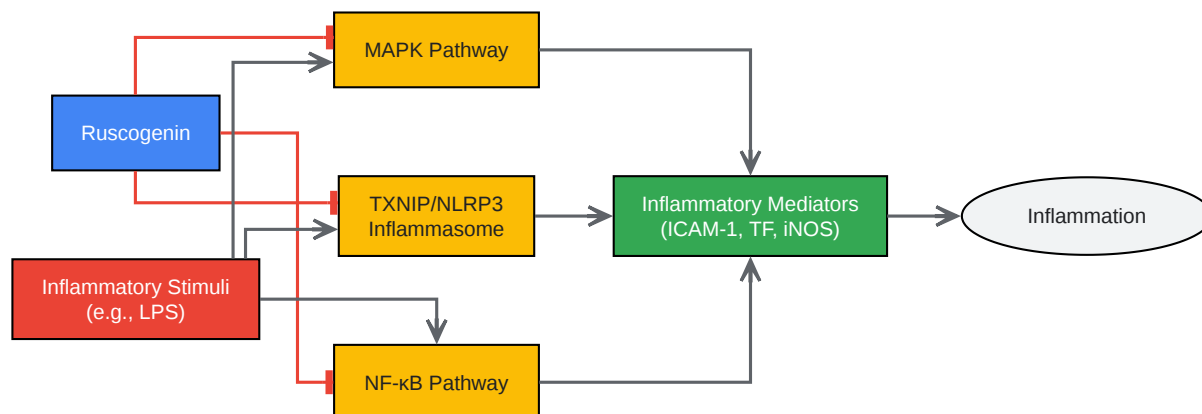 MAPK Pathway
Ruscogenin
TXNIP/NLRP3
Inflammasome
Inflammatory Mediators
(ICAM-1, TF, iNOS)
Inflammation
Inflammatory Stimuli
(e.g., LPS)
NF-κB Pathway